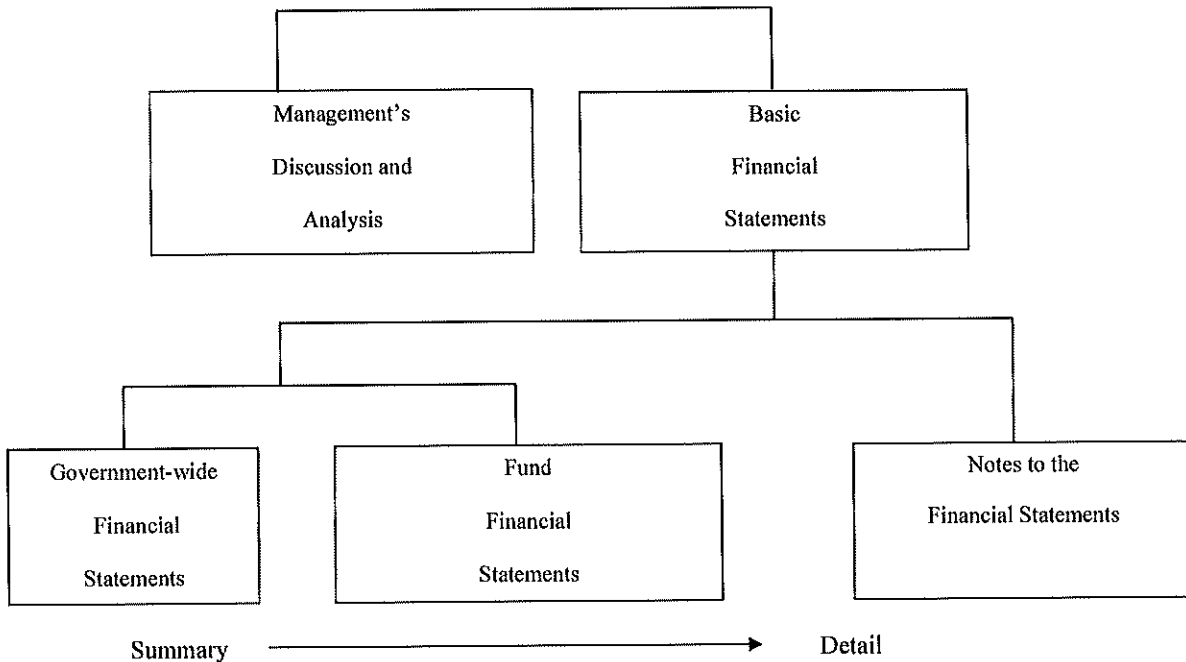 Management's
Discussion and
Analysis
Basic
Financial
Statements
Government-wide
Financial
Statements
Fund
Financial
Statements
Notes to the
Financial Statements
Summary
Detail